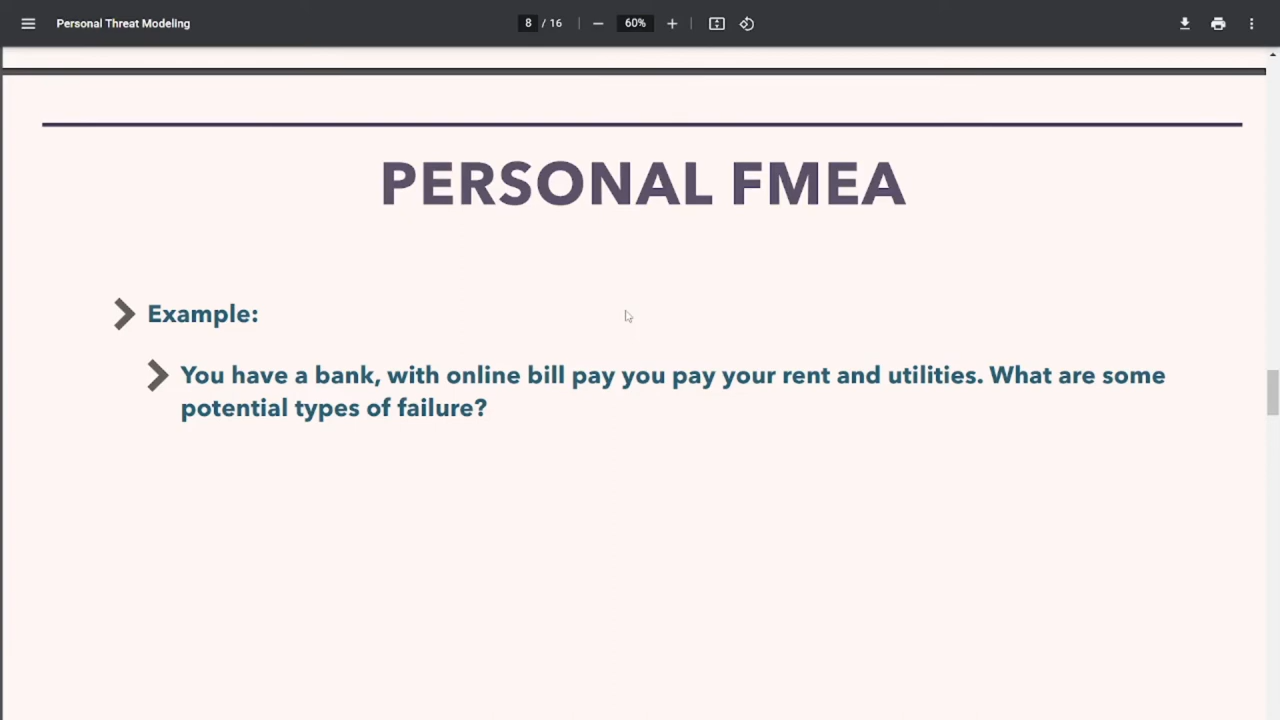 Personal Threat Modeling
8 / 16
60%
PERSONAL FMEA
Example:
You have a bank, with online bill pay you pay your rent and utilities. What are some
potential types of failure?